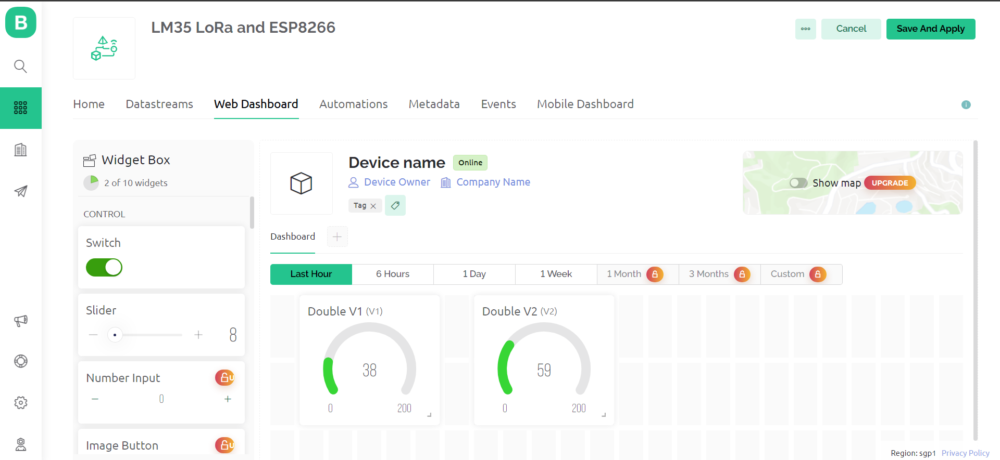 B
LM35 LoRa and ESP8266
Cancel
Save And Apply
Home
Datastreams
Web Dashboard
Automations
Metadata
Events
Mobile Dashboard
Widget Box
2 of 10 widgets
CONTROL
Switch
Slider
8
Number Input
U
0
Image Button
U
Device name
Online
Device Owner
Company Name
Tag
Show map
UPGRADE
Dashboard
Last Hour
6 Hours
1 Day
1 Week
1 Month
3 Months
Custom
Double V1 (V1)
38
0
200
Double V2 (V2)
59
0
200
Region: sgp1
Privacy Policy